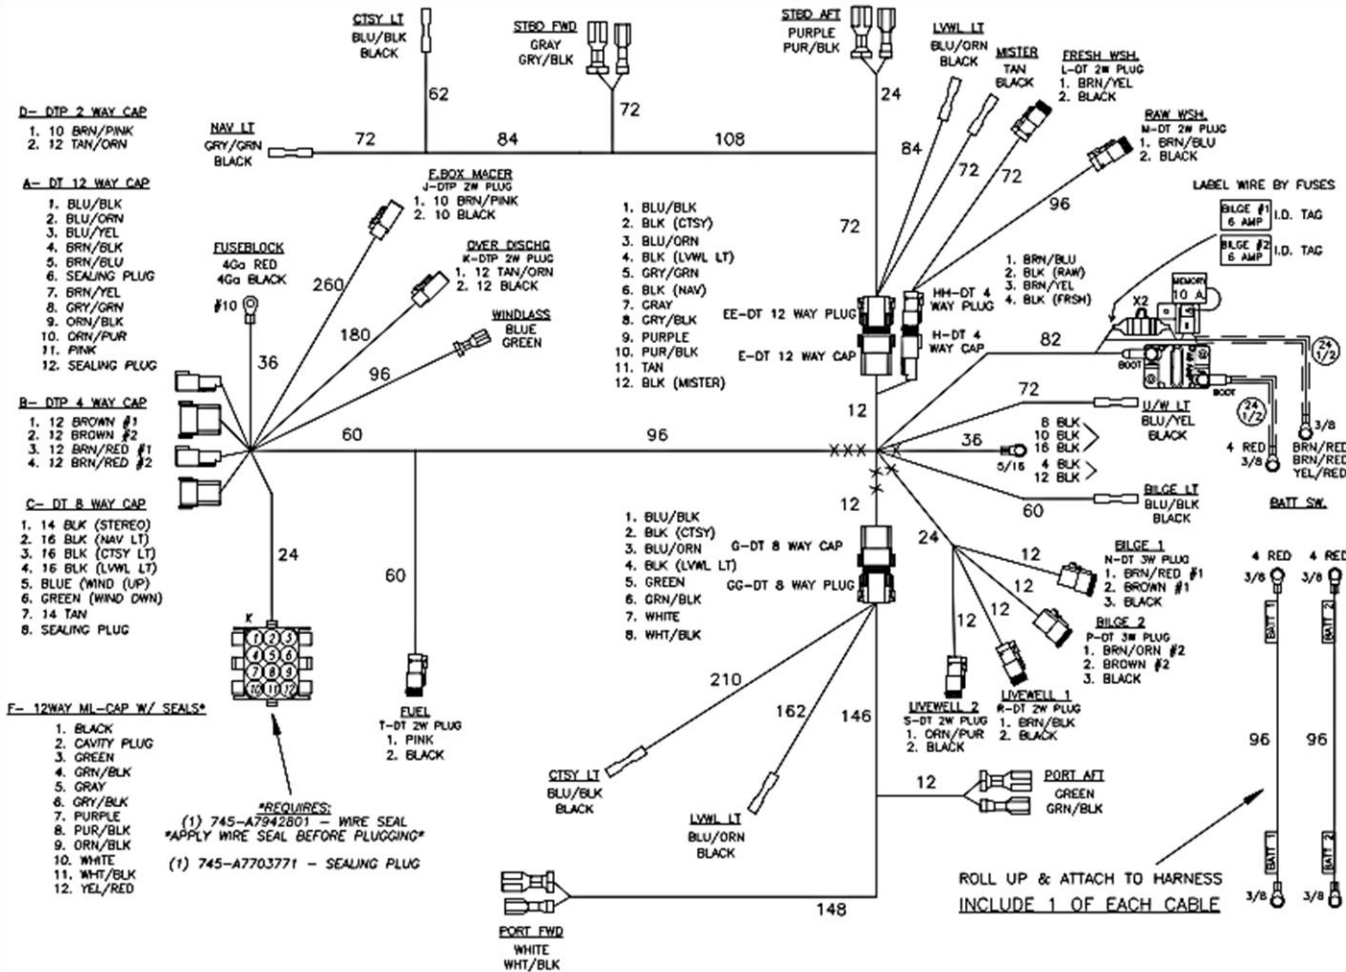 CTSY LT
BLU/BLK
BLACK
STBD FWD
GRAY
GRY/BLK
STBD AFT
PURPLE
PUR/BLK
LVWL LT
BLU/ORN
BLACK
MISTER
TAN
BLACK
FRESH WSH.
L-DT 2W PLUG
1. BRN/YEL
2. BLACK
RAW WSH.
M-DT 2W PLUG
1. BRN/BLU
2. BLACK
62
72
24
NAV LT
GRY/GRN
BLACK
72
84
108
84
72
72
96
72
D- DTP 2 WAY CAP
1. 10 BRN/PINK
2. 12 TAN/ORN
A- DT 12 WAY CAP
1. BLU/BLK
2. BLU/ORN
3. BLU/YEL
4. BRN/BLK
5. BRN/BLU
6. SEALING PLUG
7. BRN/YEL
8. GRY/GRN
9. ORN/BLK
10. ORN/PUR
11. PINK
12. SEALING PLUG
B- DTP 4 WAY CAP
1. 12 BROWN #1
2. 12 BROWN #2
3. 12 BRN/RED #1
4. 12 BRN/RED #2
C- DT 8 WAY CAP
1. 14 BLK (STEREO)
2. 16 BLK (NAV LT)
3. 16 BLK (CTSY LT)
4. 16 BLK (LVWL LT)
5. BLUE (WIND (UP)
6. GREEN (WIND DWN)
7. 14 TAN
8. SEALING PLUG
F- 12WAY ML-CAP W/ SEALS*
1. BLACK
2. CAVITY PLUG
3. GREEN
4. GRN/BLK
5. GRAY
6. GRY/BLK
7. PURPLE
8. PUR/BLK
9. ORN/BLK
10. WHITE
11. WHT/BLK
12. YEL/RED
FUSEBLOCK
4Ga RED
4Ga BLACK
#10
36
F.BOX MACER
J-DTP 2W PLUG
1. 10 BRN/PINK
2. 10 BLACK
260
OVER DISCHG
K-DTP 2W PLUG
1. 12 TAN/ORN
2. 12 BLACK
180
WINDLASS
BLUE
GREEN
96
60
96
24
60
K
1 2 3
4 5 6
7 8 9
10 11 12
*REQUIRES:
(1) 745-A7942801 - WIRE SEAL
*APPLY WIRE SEAL BEFORE PLUGGING*
(1) 745-A7703771 - SEALING PLUG
FUEL
T-DT 2W PLUG
1. PINK
2. BLACK
1. BLU/BLK
2. BLK (CTSY)
3. BLU/ORN
4. BLK (LVWL LT)
5. GRY/GRN
6. BLK (NAV)
7. GRAY
8. GRY/BLK
9. PURPLE
10. PUR/BLK
11. TAN
12. BLK (MISTER)
EE-DT 12 WAY PLUG
E-DT 12 WAY CAP
HH-DT 4
WAY PLUG
H-DT 4
WAY CAP
1. BRN/BLU
2. BLK (RAW)
3. BRN/YEL
4. BLK (FRSH)
12
LABEL WIRE BY FUSES
BILGE #1
6 AMP
I.D. TAG
BILGE #2
6 AMP
I.D. TAG
MEMORY
10 A
X2
BOOT
BOOT
82
24
1/2
24
1/2
3/8
4 RED
3/8
BRN/RED
BRN/RED
YEL/RED
BATT SW.
72
U/W LT
BLU/YEL
BLACK
36
5/16
8 BLK
10 BLK
16 BLK
4 BLK
12 BLK
60
BILGE LT
BLU/BLK
BLACK
1. BLU/BLK
2. BLK (CTSY)
3. BLU/ORN
4. BLK (LVWL LT)
5. GREEN
6. GRN/BLK
7. WHITE
8. WHT/BLK
12
G-DT 8 WAY CAP
GG-DT 8 WAY PLUG
24
12
12
12
12
BILGE 1
N-DT 3W PLUG
1. BRN/RED #1
2. BROWN #1
3. BLACK
BILGE 2
P-DT 3W PLUG
1. BRN/ORN #2
2. BROWN #2
3. BLACK
LIVEWELL 2
S-DT 2W PLUG
1. ORN/PUR
2. BLACK
LIVEWELL 1
R-DT 2W PLUG
1. BRN/BLK
2. BLACK
210
162
146
CTSY LT
BLU/BLK
BLACK
LVWL LT
BLU/ORN
BLACK
12
PORT AFT
GREEN
GRN/BLK
148
PORT FWD
WHITE
WHT/BLK
4 RED
4 RED
3/8
3/8
BATT 1
BATT 2
96
96
BATT 1
BATT 2
3/8
3/8
ROLL UP & ATTACH TO HARNESS
INCLUDE 1 OF EACH CABLE